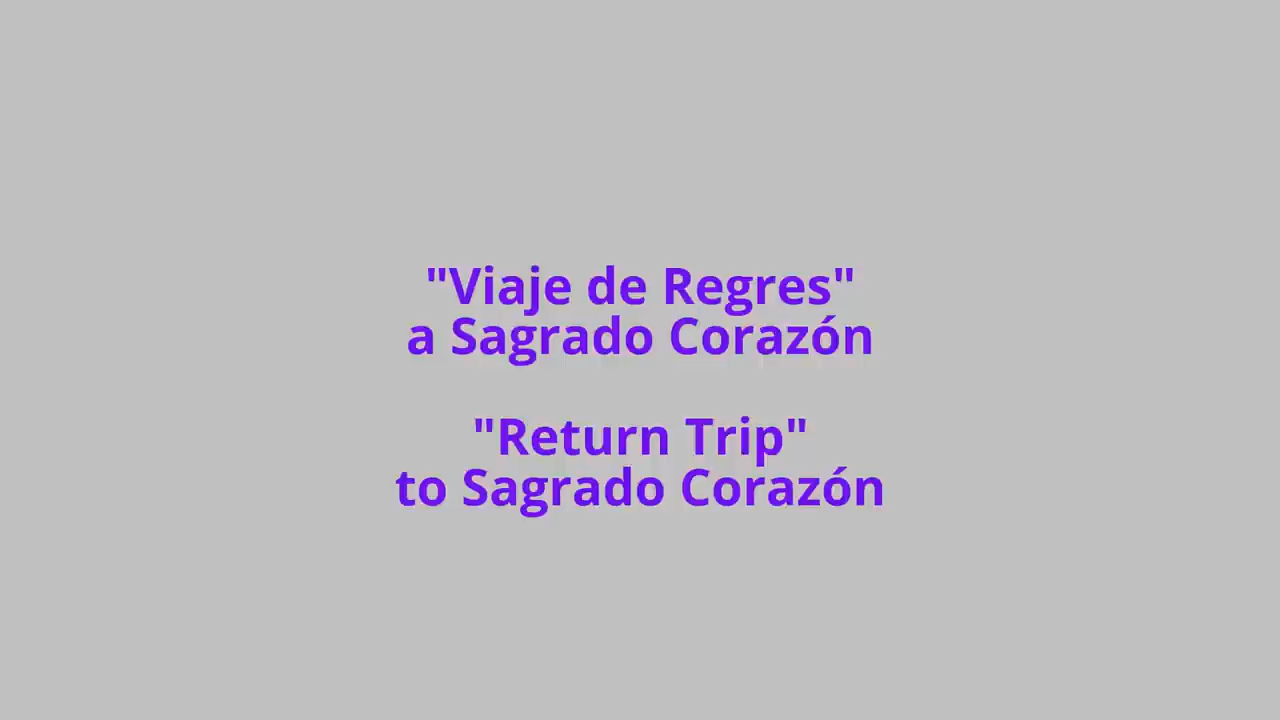 "Viaje de Regres"
a Sagrado Corazón
"Return Trip"
to Sagrado Corazón